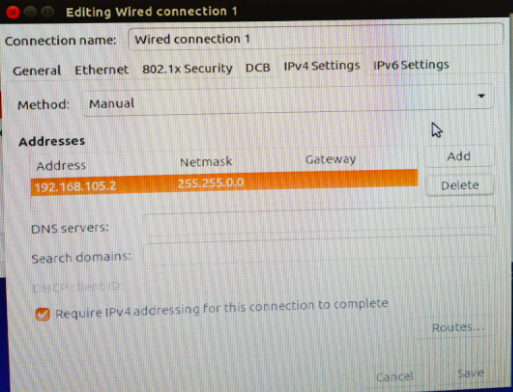 Editing Wired connection 1
Connection name: Wired connection 1
General Ethernet 802.1x Security DCB IPv4 Settings IPv6 Settings
Method: Manual
Addresses
Address Netmask Gateway Add
192.168.105.2 255.255.0.0 Delete
DNS servers:
Search domains:
DHCP client ID:
Require IPv4 addressing for this connection to complete
Routes...
Cancel Save